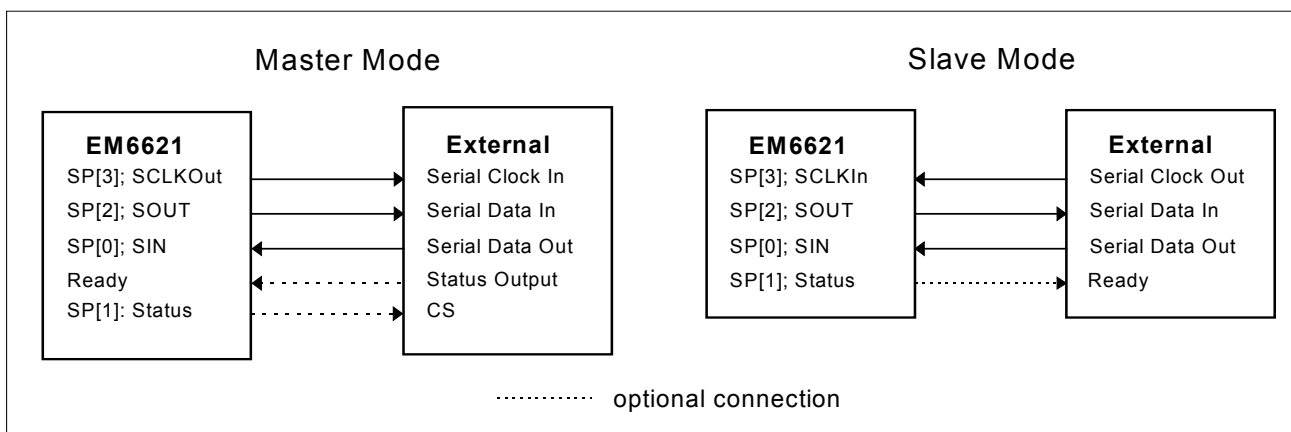 Master Mode
EM6621
SP[3]; SCLKOut
SP[2]; SOUT
SP[0]; SIN
Ready
SP[1]: Status
External
Serial Clock In
Serial Data In
Serial Data Out
Status Output
CS
Slave Mode
EM6621
SP[3]; SCLKIn
SP[2]; SOUT
SP[0]; SIN
SP[1]; Status
External
Serial Clock Out
Serial Data In
Serial Data Out
Ready
optional connection